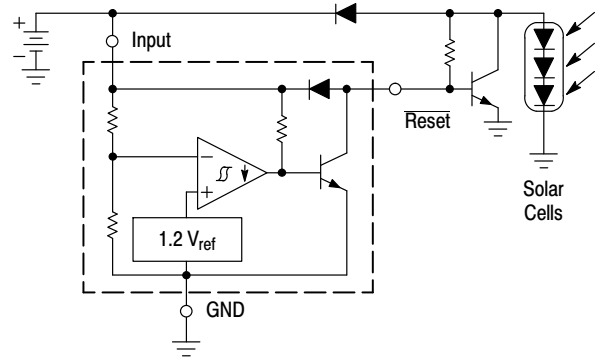 +
−
Input
Reset
−
+
1.2 Vref
GND
Solar
Cells